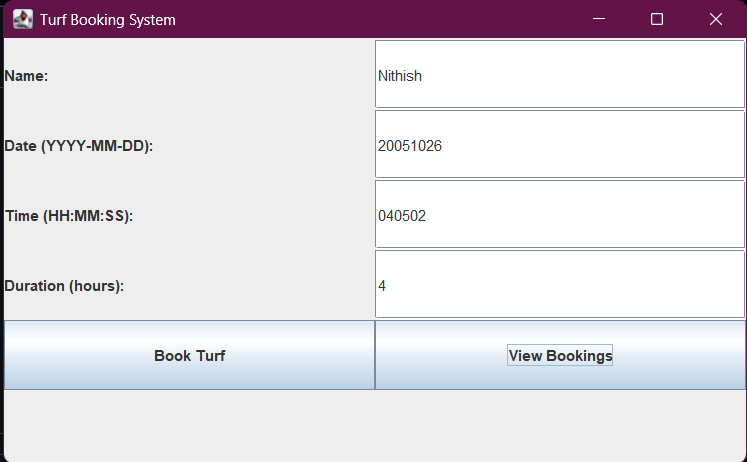 Turf Booking System
Name: Nithish
Date (YYYY-MM-DD): 20051026
Time (HH:MM:SS): 040502
Duration (hours): 4
Book Turf View Bookings